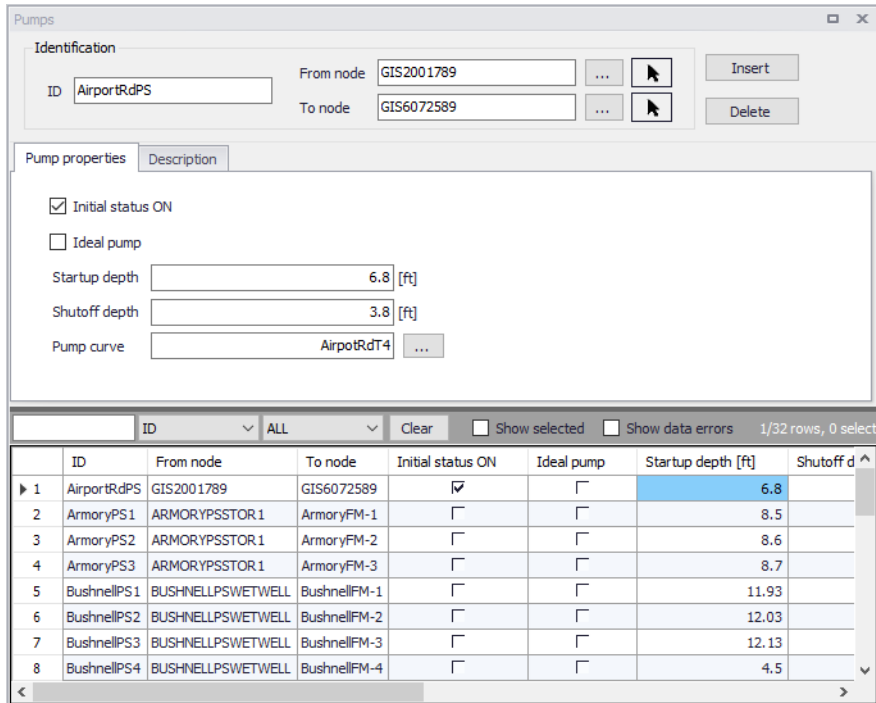 Pumps
Identification
ID AirportRdPS
From node GIS2001789 ...
To node GIS6072589 ...
Insert
Delete
Pump properties Description
Initial status ON
Ideal pump
Startup depth 6.8 [ft]
Shutoff depth 3.8 [ft]
Pump curve AirpotRdT4 ...
ID ALL Clear Show selected Show data errors 1/32 rows, 0 select
ID From node To node Initial status ON Ideal pump Startup depth [ft] Shutoff d
1 AirportRdPS GIS2001789 GIS6072589 6.8
2 ArmoryPS1 ARMORYPSSTOR1 ArmoryFM-1 8.5
3 ArmoryPS2 ARMORYPSSTOR1 ArmoryFM-2 8.6
4 ArmoryPS3 ARMORYPSSTOR1 ArmoryFM-3 8.7
5 BushnellPS1 BUSHNELLPSWETWELL BushnellFM-1 11.93
6 BushnellPS2 BUSHNELLPSWETWELL BushnellFM-2 12.03
7 BushnellPS3 BUSHNELLPSWETWELL BushnellFM-3 12.13
8 BushnellPS4 BUSHNELLPSWETWELL BushnellFM-4 4.5